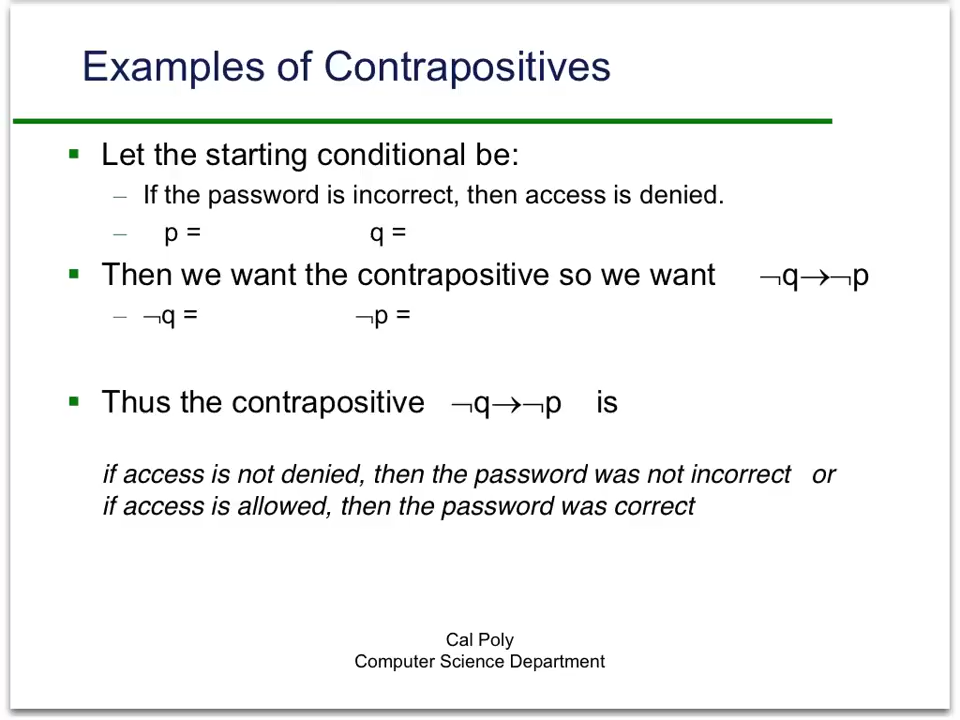 Examples of Contrapositives
▪ Let the starting conditional be:
– If the password is incorrect, then access is denied.
– p = q =
▪ Then we want the contrapositive so we want ¬q→¬p
– ¬q = ¬p =
▪ Thus the contrapositive ¬q→¬p is
if access is not denied, then the password was not incorrect or
if access is allowed, then the password was correct
Cal Poly
Computer Science Department